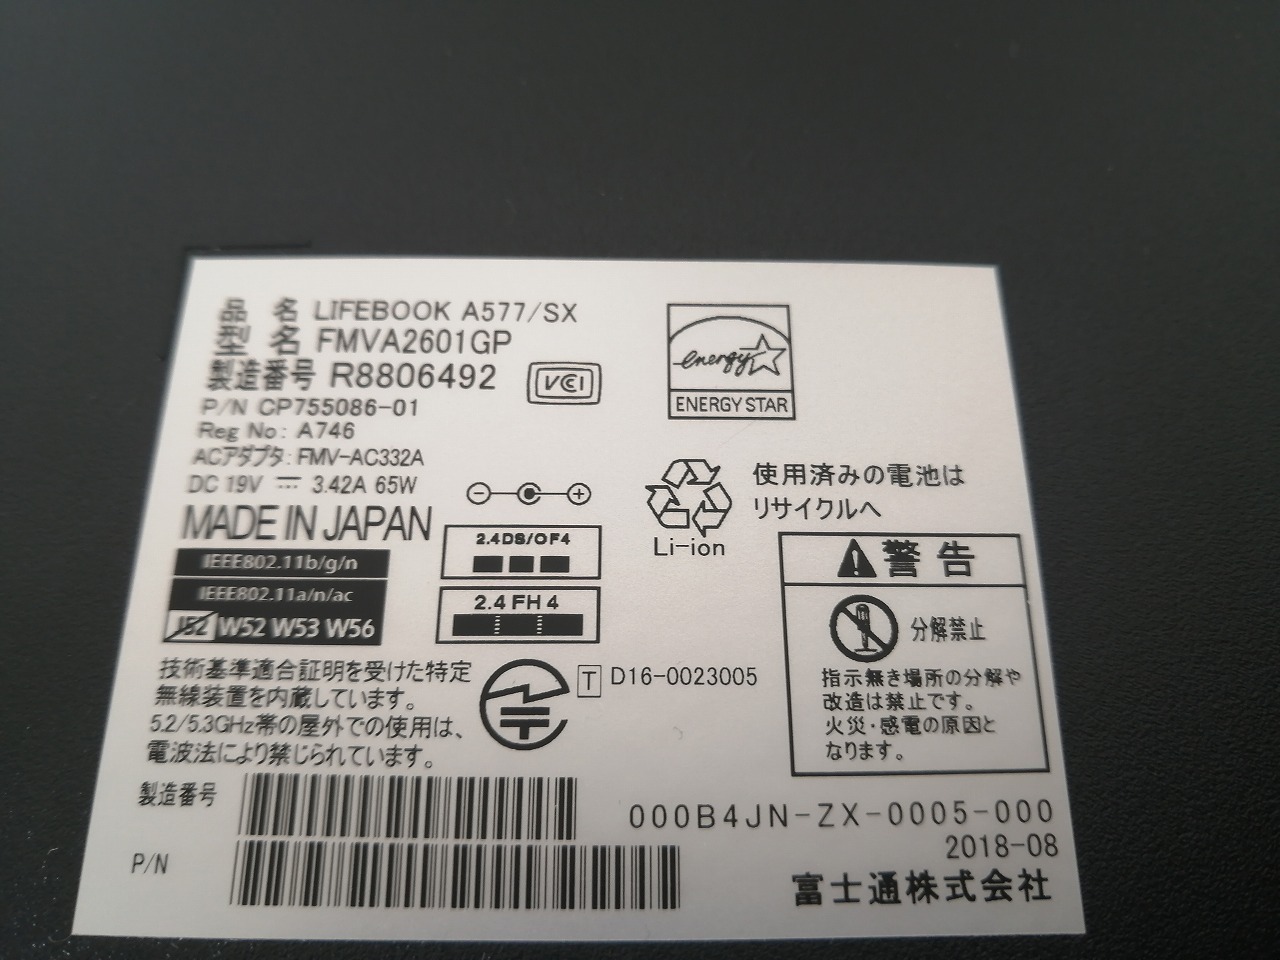 品名 LIFEBOOK A577/SX
型名 FMVA2601GP
製造番号 R8806492
VCCI
P/N CP755086-01
Reg No: A746
ACアダプタ:FMV-AC332A
DC 19V 3.42A 65W
MADE IN JAPAN
energy
ENERGY STAR
使用済みの電池は
リサイクルへ
Li-ion
2.4DS/OF4
2.4FH4
IEEE802.11b/g/n
IEEE802.11a/n/ac
J52 W52 W53 W56
警告
分解禁止
指示無き場所の分解や
改造は禁止です。
火災・感電の原因と
なります。
技術基準適合証明を受けた特定
無線装置を内蔵しています。
5.2/5.3GHz帯の屋外での使用は、
電波法により禁じられています。
T D16-0023005
製造番号
P/N
000B4JN-ZX-0005-000
2018-08
富士通株式会社